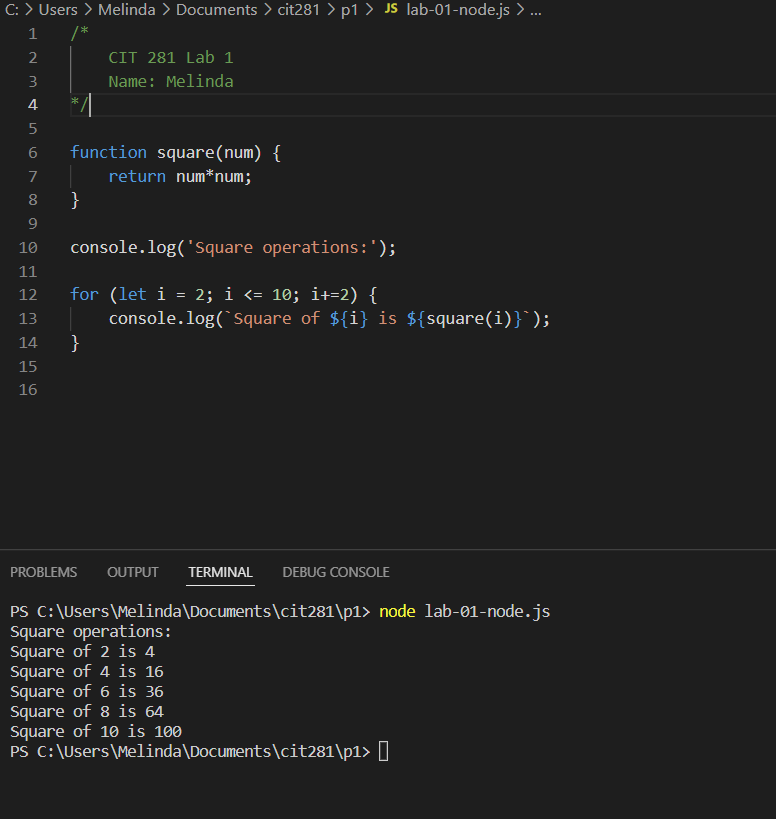 C: > Users > Melinda > Documents > cit281 > p1 > JS lab-01-node.js > ...
1 /*
2     CIT 281 Lab 1
3     Name: Melinda
4 */
5
6 function square(num) {
7     return num*num;
8 }
9
10 console.log('Square operations:');
11
12 for (let i = 2; i <= 10; i+=2) {
13     console.log(`Square of ${i} is ${square(i)}`);
14 }
15
16
PROBLEMS OUTPUT TERMINAL DEBUG CONSOLE
PS C:\Users\Melinda\Documents\cit281\p1> node lab-01-node.js
Square operations:
Square of 2 is 4
Square of 4 is 16
Square of 6 is 36
Square of 8 is 64
Square of 10 is 100
PS C:\Users\Melinda\Documents\cit281\p1>